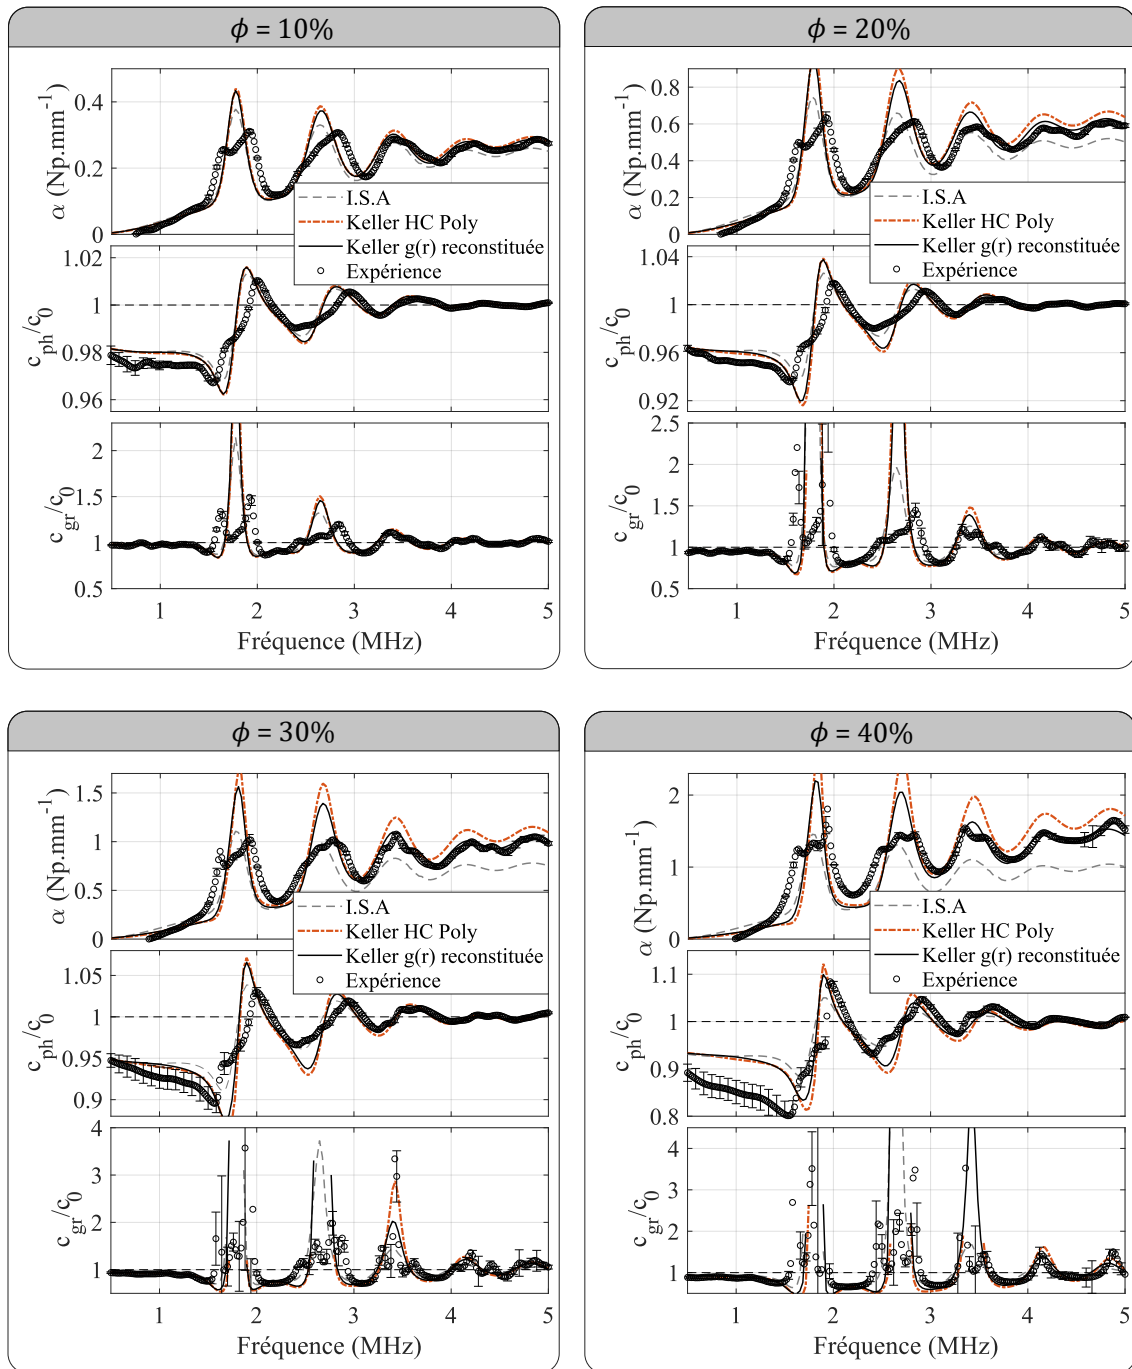 ϕ = 10%
0.4
0.2
0
α (Np.mm⁻¹)
I.S.A
Keller HC Poly
Keller g(r) reconstituée
Expérience
1.02
1
0.98
0.96
c_ph/c_0
2
1.5
1
0.5
c_gr/c_0
1 2 3 4 5
Fréquence (MHz)
ϕ = 20%
0.8
0.6
0.4
0.2
0
α (Np.mm⁻¹)
I.S.A
Keller HC Poly
Keller g(r) reconstituée
Expérience
1.04
1
0.96
0.92
c_ph/c_0
2.5
2
1.5
1
0.5
c_gr/c_0
1 2 3 4 5
Fréquence (MHz)
ϕ = 30%
1.5
1
0.5
0
α (Np.mm⁻¹)
I.S.A
Keller HC Poly
Keller g(r) reconstituée
Expérience
1.05
1
0.95
0.9
c_ph/c_0
4
3
2
1
c_gr/c_0
1 2 3 4 5
Fréquence (MHz)
ϕ = 40%
2
1
0
α (Np.mm⁻¹)
I.S.A
Keller HC Poly
Keller g(r) reconstituée
Expérience
1.1
1
0.9
0.8
c_ph/c_0
4
3
2
1
c_gr/c_0
1 2 3 4 5
Fréquence (MHz)